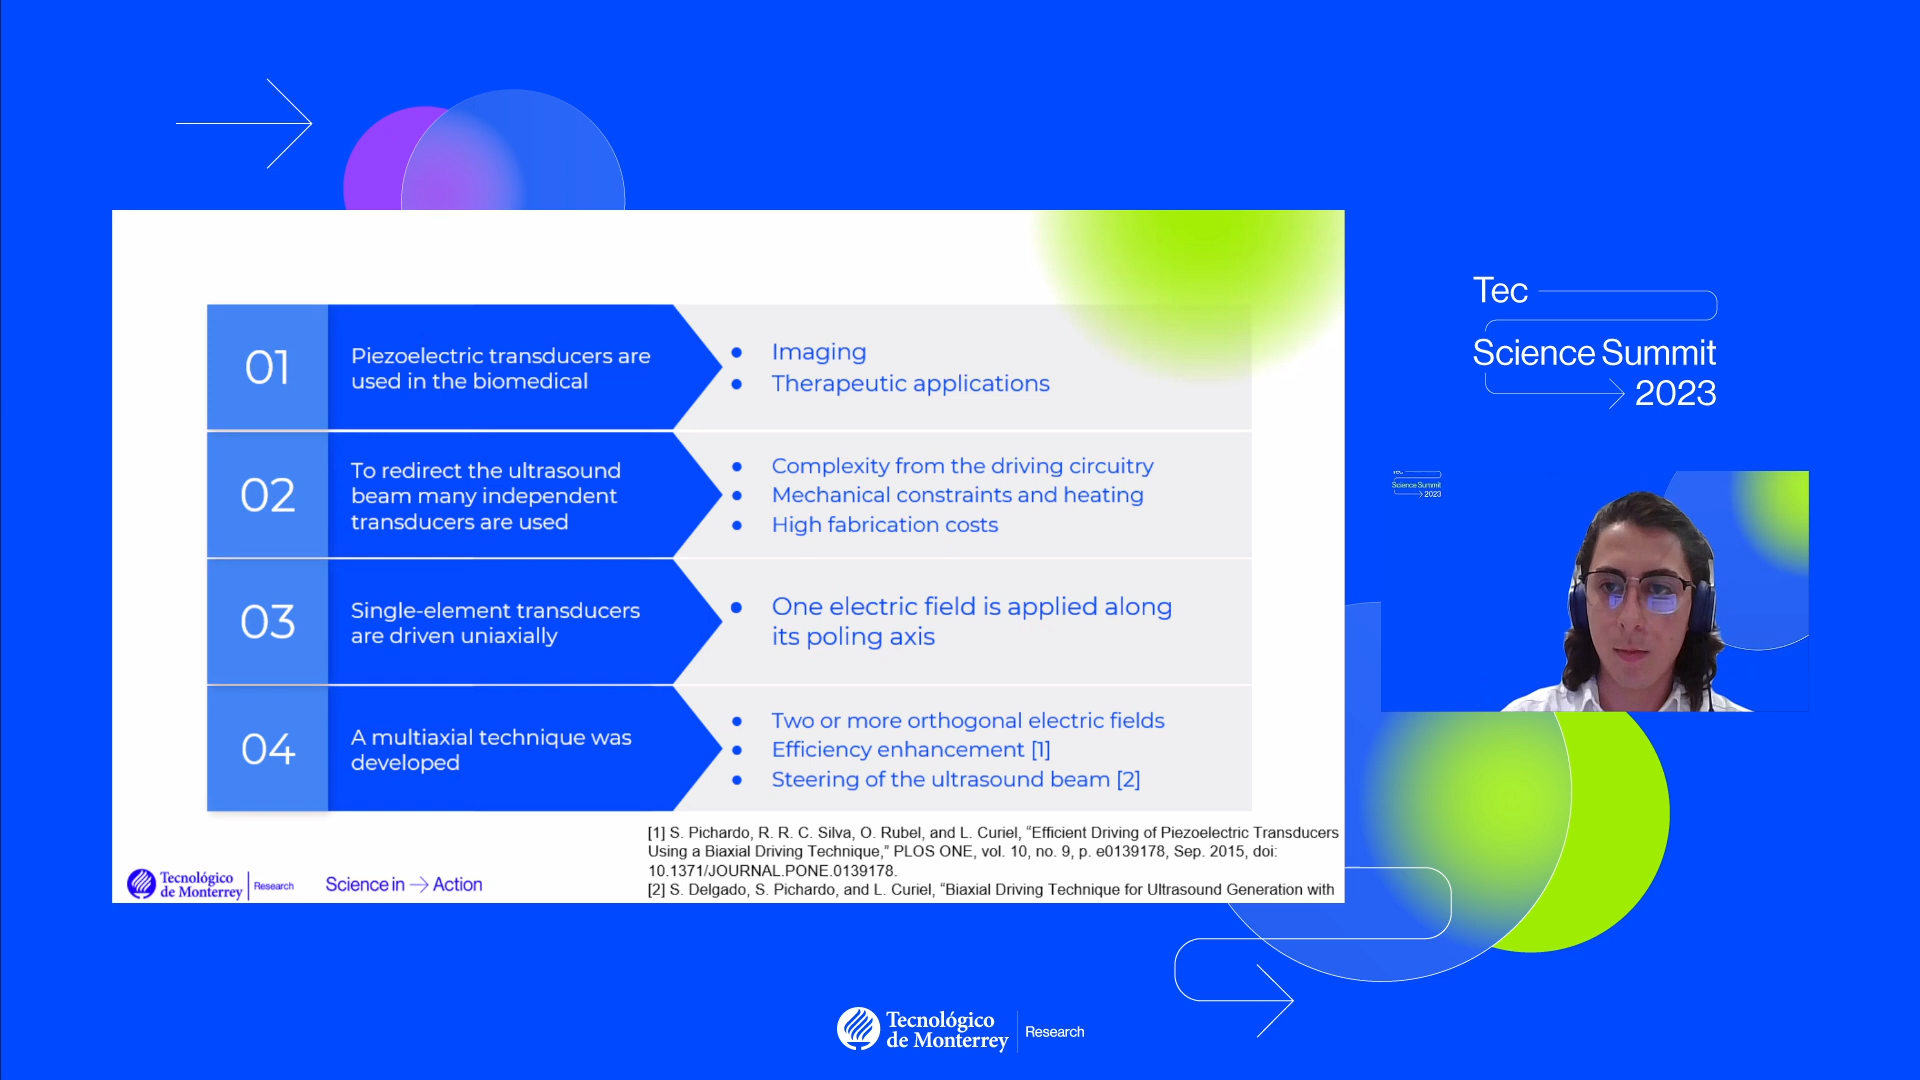 01
Piezoelectric transducers are
used in the biomedical
Imaging
Therapeutic applications
02
To redirect the ultrasound
beam many independent
transducers are used
Complexity from the driving circuitry
Mechanical constraints and heating
High fabrication costs
03
Single-element transducers
are driven uniaxially
One electric field is applied along
its poling axis
04
A multiaxial technique was
developed
Two or more orthogonal electric fields
Efficiency enhancement [1]
Steering of the ultrasound beam [2]
[1] S. Pichardo, R. R. C. Silva, O. Rubel, and L. Curiel, “Efficient Driving of Piezoelectric Transducers
Using a Biaxial Driving Technique,” PLOS ONE, vol. 10, no. 9, p. e0139178, Sep. 2015, doi:
10.1371/JOURNAL.PONE.0139178.
[2] S. Delgado, S. Pichardo, and L. Curiel, “Biaxial Driving Technique for Ultrasound Generation with
Tecnológico
de Monterrey
Research
Science in Action
Tec
Science Summit
2023
Science Summit
2023
Tecnológico
de Monterrey
Research